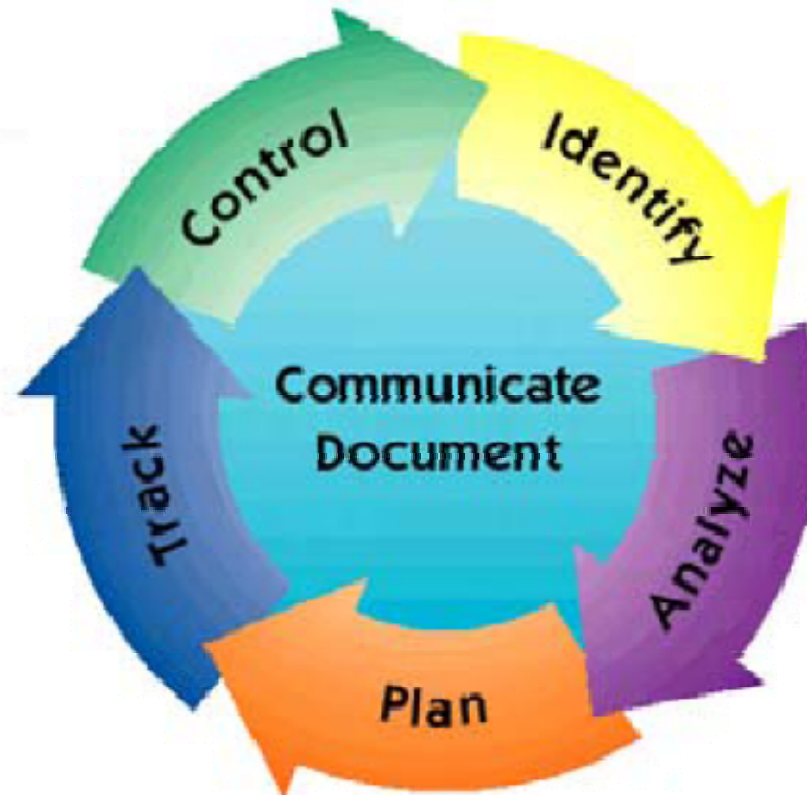 Identify
Analyze
Plan
Track
Control
Communicate
Document